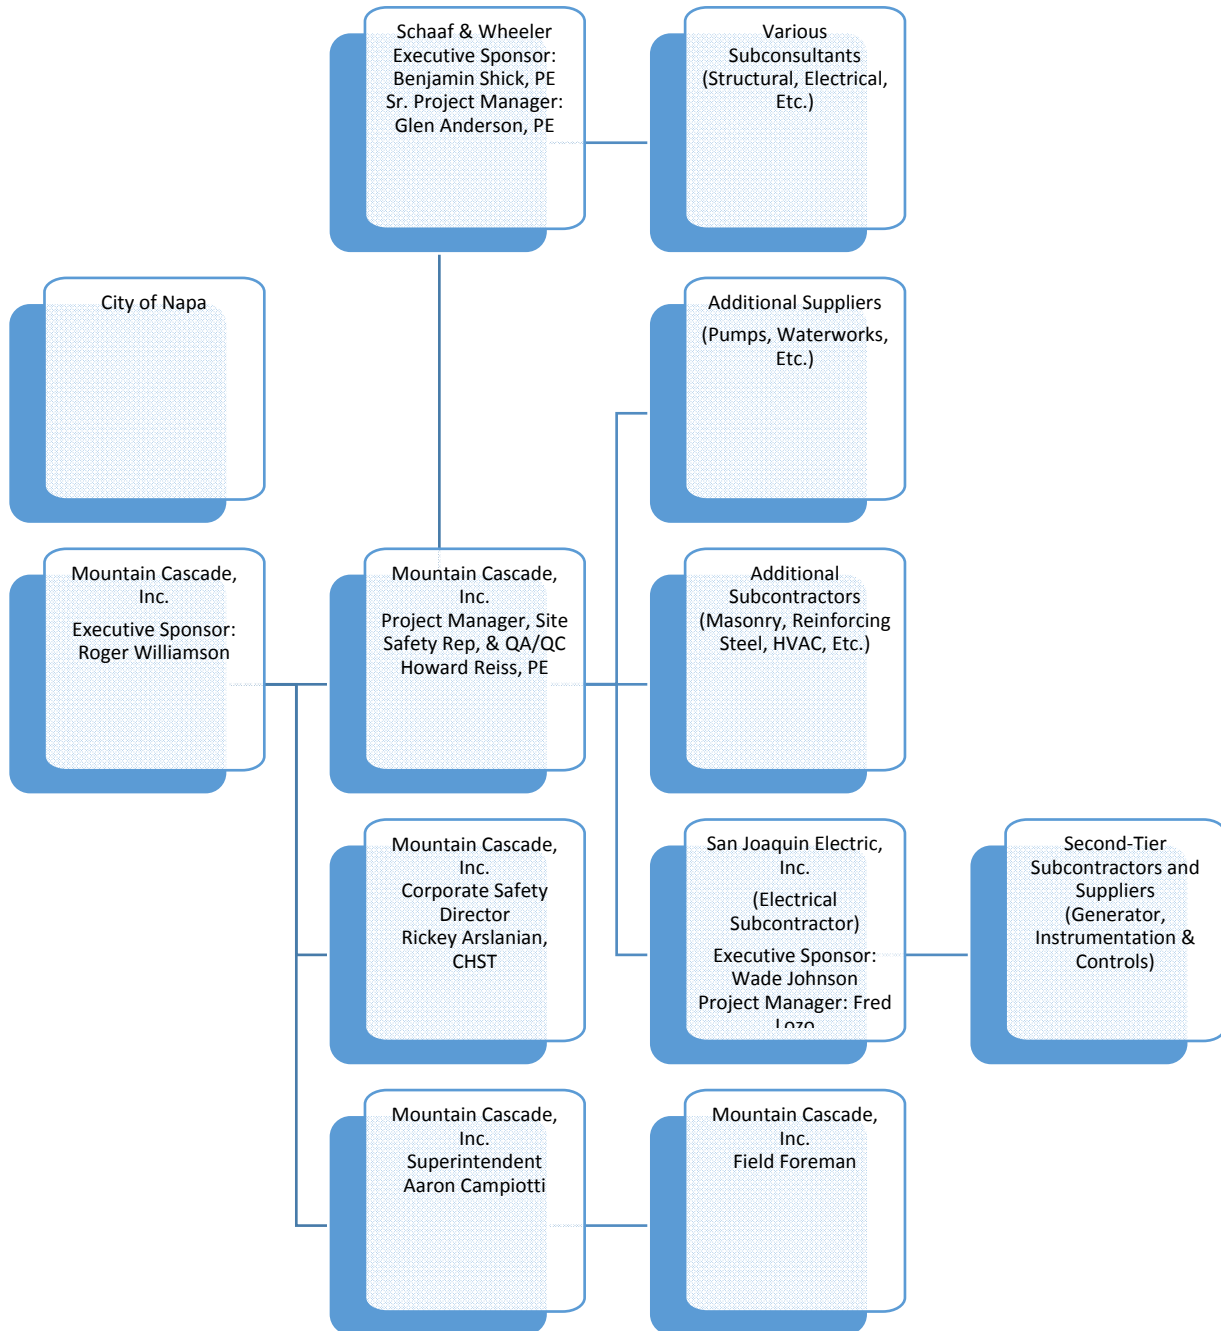 Schaaf & Wheeler
Executive Sponsor:
Benjamin Shick, PE
Sr. Project Manager:
Glen Anderson, PE
Various
Subconsultants
(Structural, Electrical,
Etc.)
City of Napa
Additional Suppliers
(Pumps, Waterworks,
Etc.)
Mountain Cascade,
Inc.
Executive Sponsor:
Roger Williamson
Mountain Cascade,
Inc.
Project Manager, Site
Safety Rep, & QA/QC
Howard Reiss, PE
Additional
Subcontractors
(Masonry, Reinforcing
Steel, HVAC, Etc.)
Mountain Cascade,
Inc.
Corporate Safety
Director
Rickey Arslanian,
CHST
San Joaquin Electric,
Inc.
(Electrical
Subcontractor)
Executive Sponsor:
Wade Johnson
Project Manager: Fred
Lozo
Second-Tier
Subcontractors and
Suppliers
(Generator,
Instrumentation &
Controls)
Mountain Cascade,
Inc.
Superintendent
Aaron Campiotti
Mountain Cascade,
Inc.
Field Foreman